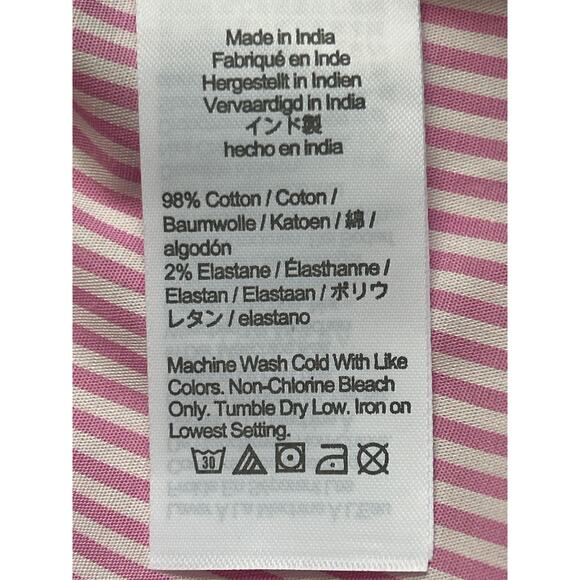 Made in India
Fabriqué en Inde
Hergestellt in Indien
Vervaardigd in India
インド製
hecho en india
98% Cotton / Coton /
Baumwolle / Katoen / 綿 /
algodón
2% Elastane / Élasthanne /
Elastan / Elastaan / ポリウ
レタン / elastano
Machine Wash Cold With Like
Colors. Non-Chlorine Bleach
Only. Tumble Dry Low. Iron on
Lowest Setting.
30